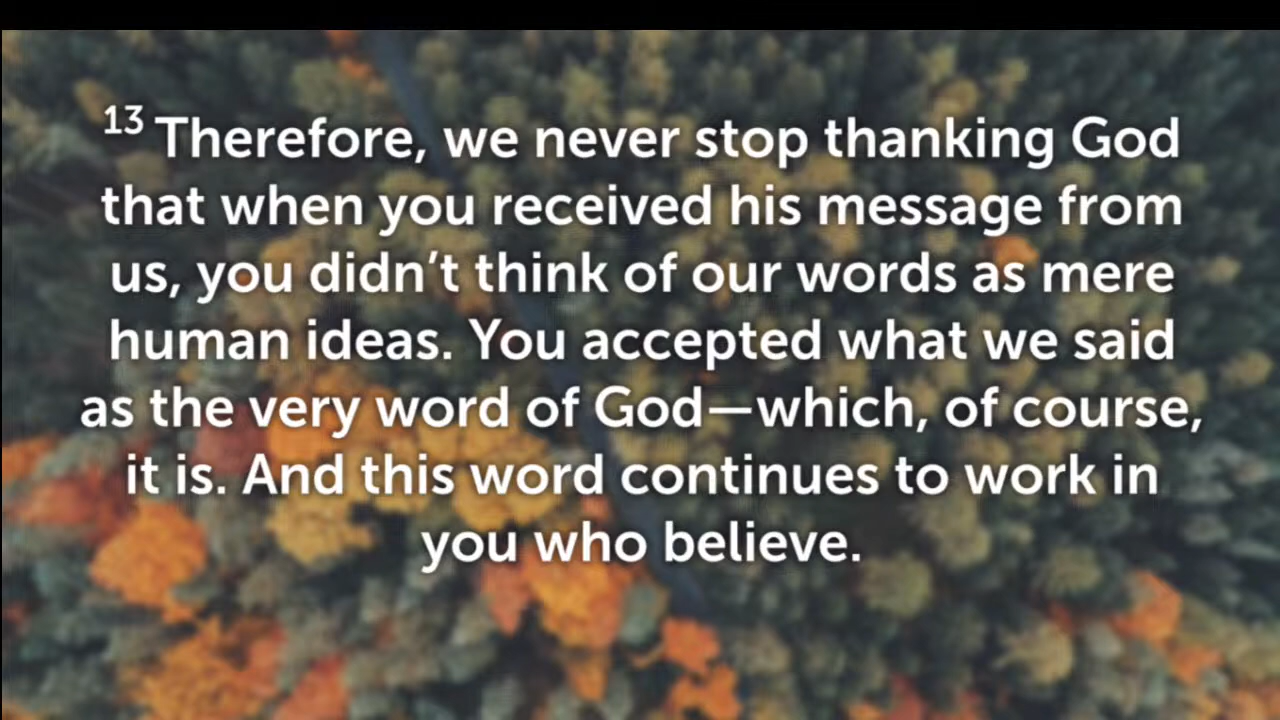 13 Therefore, we never stop thanking God
that when you received his message from
us, you didn’t think of our words as mere
human ideas. You accepted what we said
as the very word of God—which, of course,
it is. And this word continues to work in
you who believe.